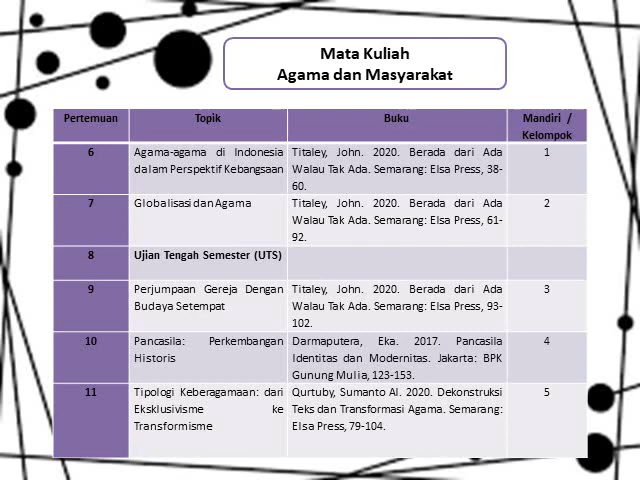 Mata Kuliah
Agama dan Masyarakat
Pertemuan Topik Buku Mandiri /
Kelompok
6 Agama-agama di Indonesia Titaley, John. 2020. Berada dari Ada 1
dalam Perspektif Kebangsaan Walau Tak Ada. Semarang: Elsa Press, 38-
60.
7 Globalisasi dan Agama Titaley, John. 2020. Berada dari Ada 2
Walau Tak Ada. Semarang: Elsa Press, 61-
92.
8 Ujian Tengah Semester (UTS)
9 Perjumpaan Gereja Dengan Titaley, John. 2020. Berada dari Ada 3
Budaya Setempat Walau Tak Ada. Semarang: Elsa Press, 93-
102.
10 Pancasila: Perkembangan Darmaputera, Eka. 2017. Pancasila 4
Historis Identitas dan Modernitas. Jakarta: BPK
Gunung Mulia, 123-153.
11 Tipologi Keberagamaan: dari Qurtuby, Sumanto Al. 2020. Dekonstruksi 5
Eksklusivisme ke Teks dan Transformasi Agama. Semarang:
Transformisme Elsa Press, 79-104.